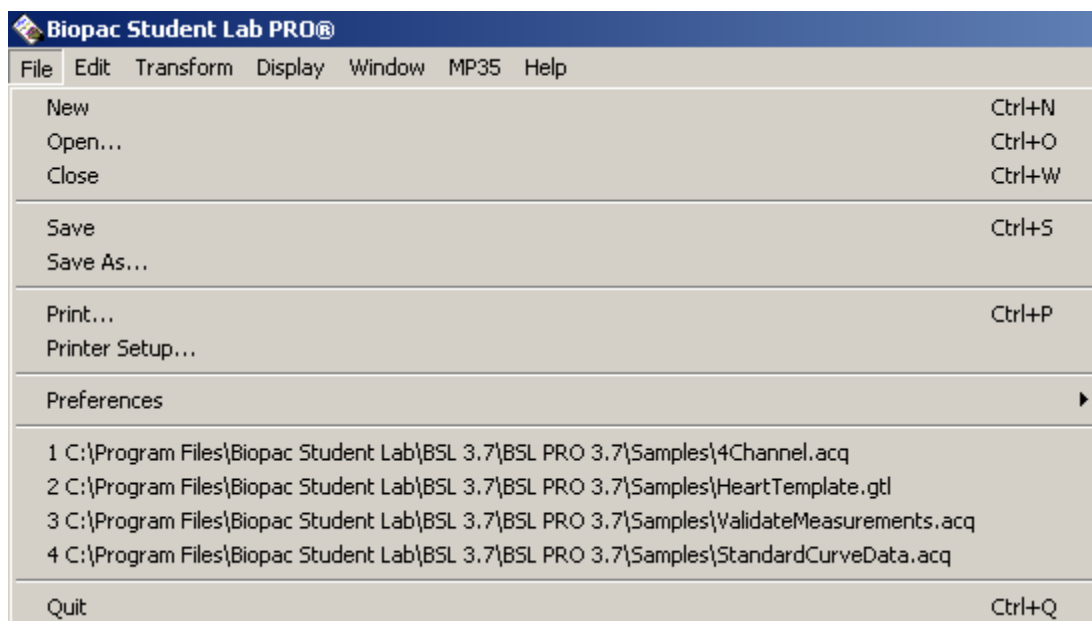 Biopac Student Lab PRO®
File Edit Transform Display Window MP35 Help
New Ctrl+N
Open... Ctrl+O
Close Ctrl+W
Save Ctrl+S
Save As...
Print... Ctrl+P
Printer Setup...
Preferences
1 C:\Program Files\Biopac Student Lab\BSL 3.7\BSL PRO 3.7\Samples\4Channel.acq
2 C:\Program Files\Biopac Student Lab\BSL 3.7\BSL PRO 3.7\Samples\HeartTemplate.gtl
3 C:\Program Files\Biopac Student Lab\BSL 3.7\BSL PRO 3.7\Samples\ValidateMeasurements.acq
4 C:\Program Files\Biopac Student Lab\BSL 3.7\BSL PRO 3.7\Samples\StandardCurveData.acq
Quit Ctrl+Q